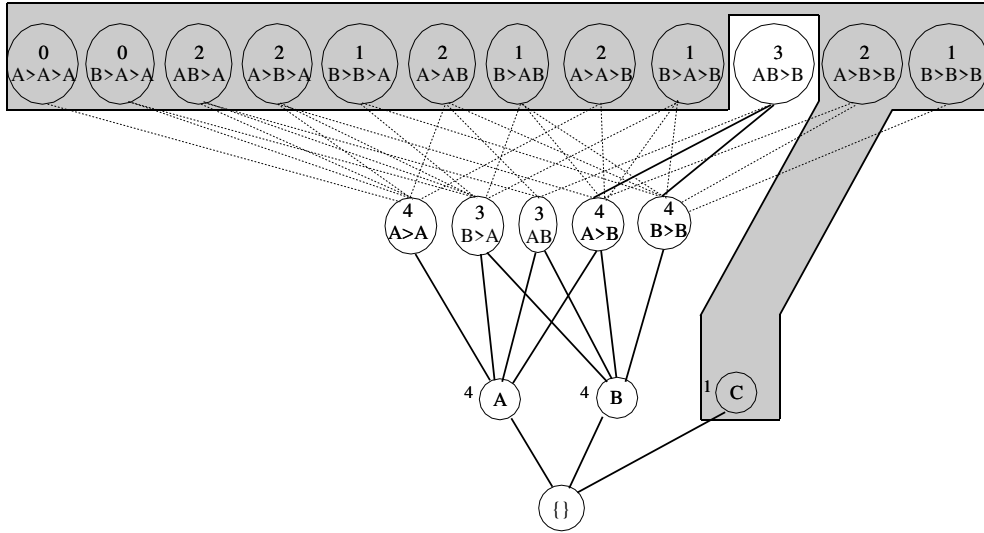 0 0 2 2 1 2 1 2 1 3 2 1
A>A>A B>A>A AB>A A>B>A B>B>A A>AB B>AB A>A>B B>A>B AB>B A>B>B B>B>B
4 3 3 4 4
A>A B>A AB A>B B>B
4 A 4 B 1 C
{}